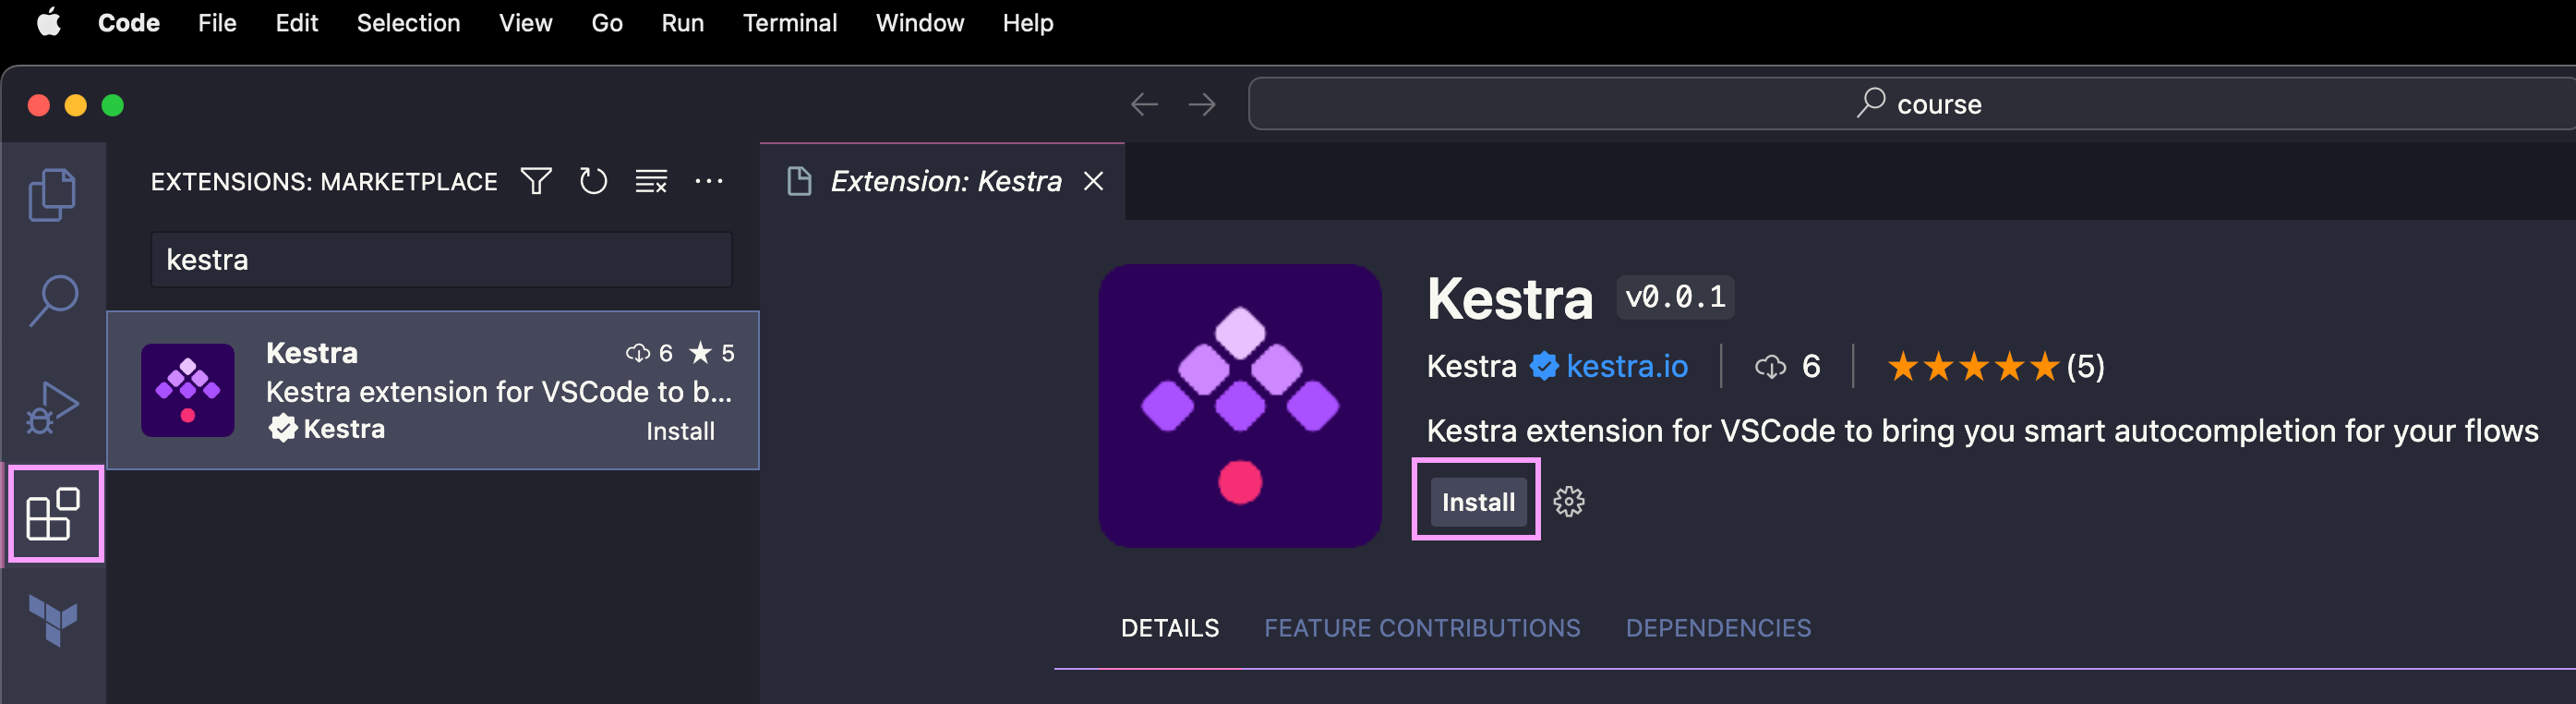 Code File Edit Selection View Go Run Terminal Window Help
course
EXTENSIONS: MARKETPLACE
Extension: Kestra
kestra
Kestra 6 ★ 5
Kestra extension for VSCode to b...
Kestra Install
Kestra v0.0.1
Kestra kestra.io 6 ★★★★★ (5)
Kestra extension for VSCode to bring you smart autocompletion for your flows
Install
DETAILS FEATURE CONTRIBUTIONS DEPENDENCIES